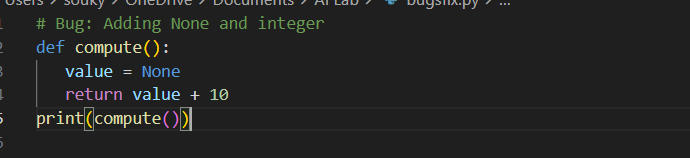 Users > souky > OneDrive > Documents > AI Lab > bugsfix.py > ...
# Bug: Adding None and integer
2 def compute():
3 value = None
4 return value + 10
5 print(compute())
6